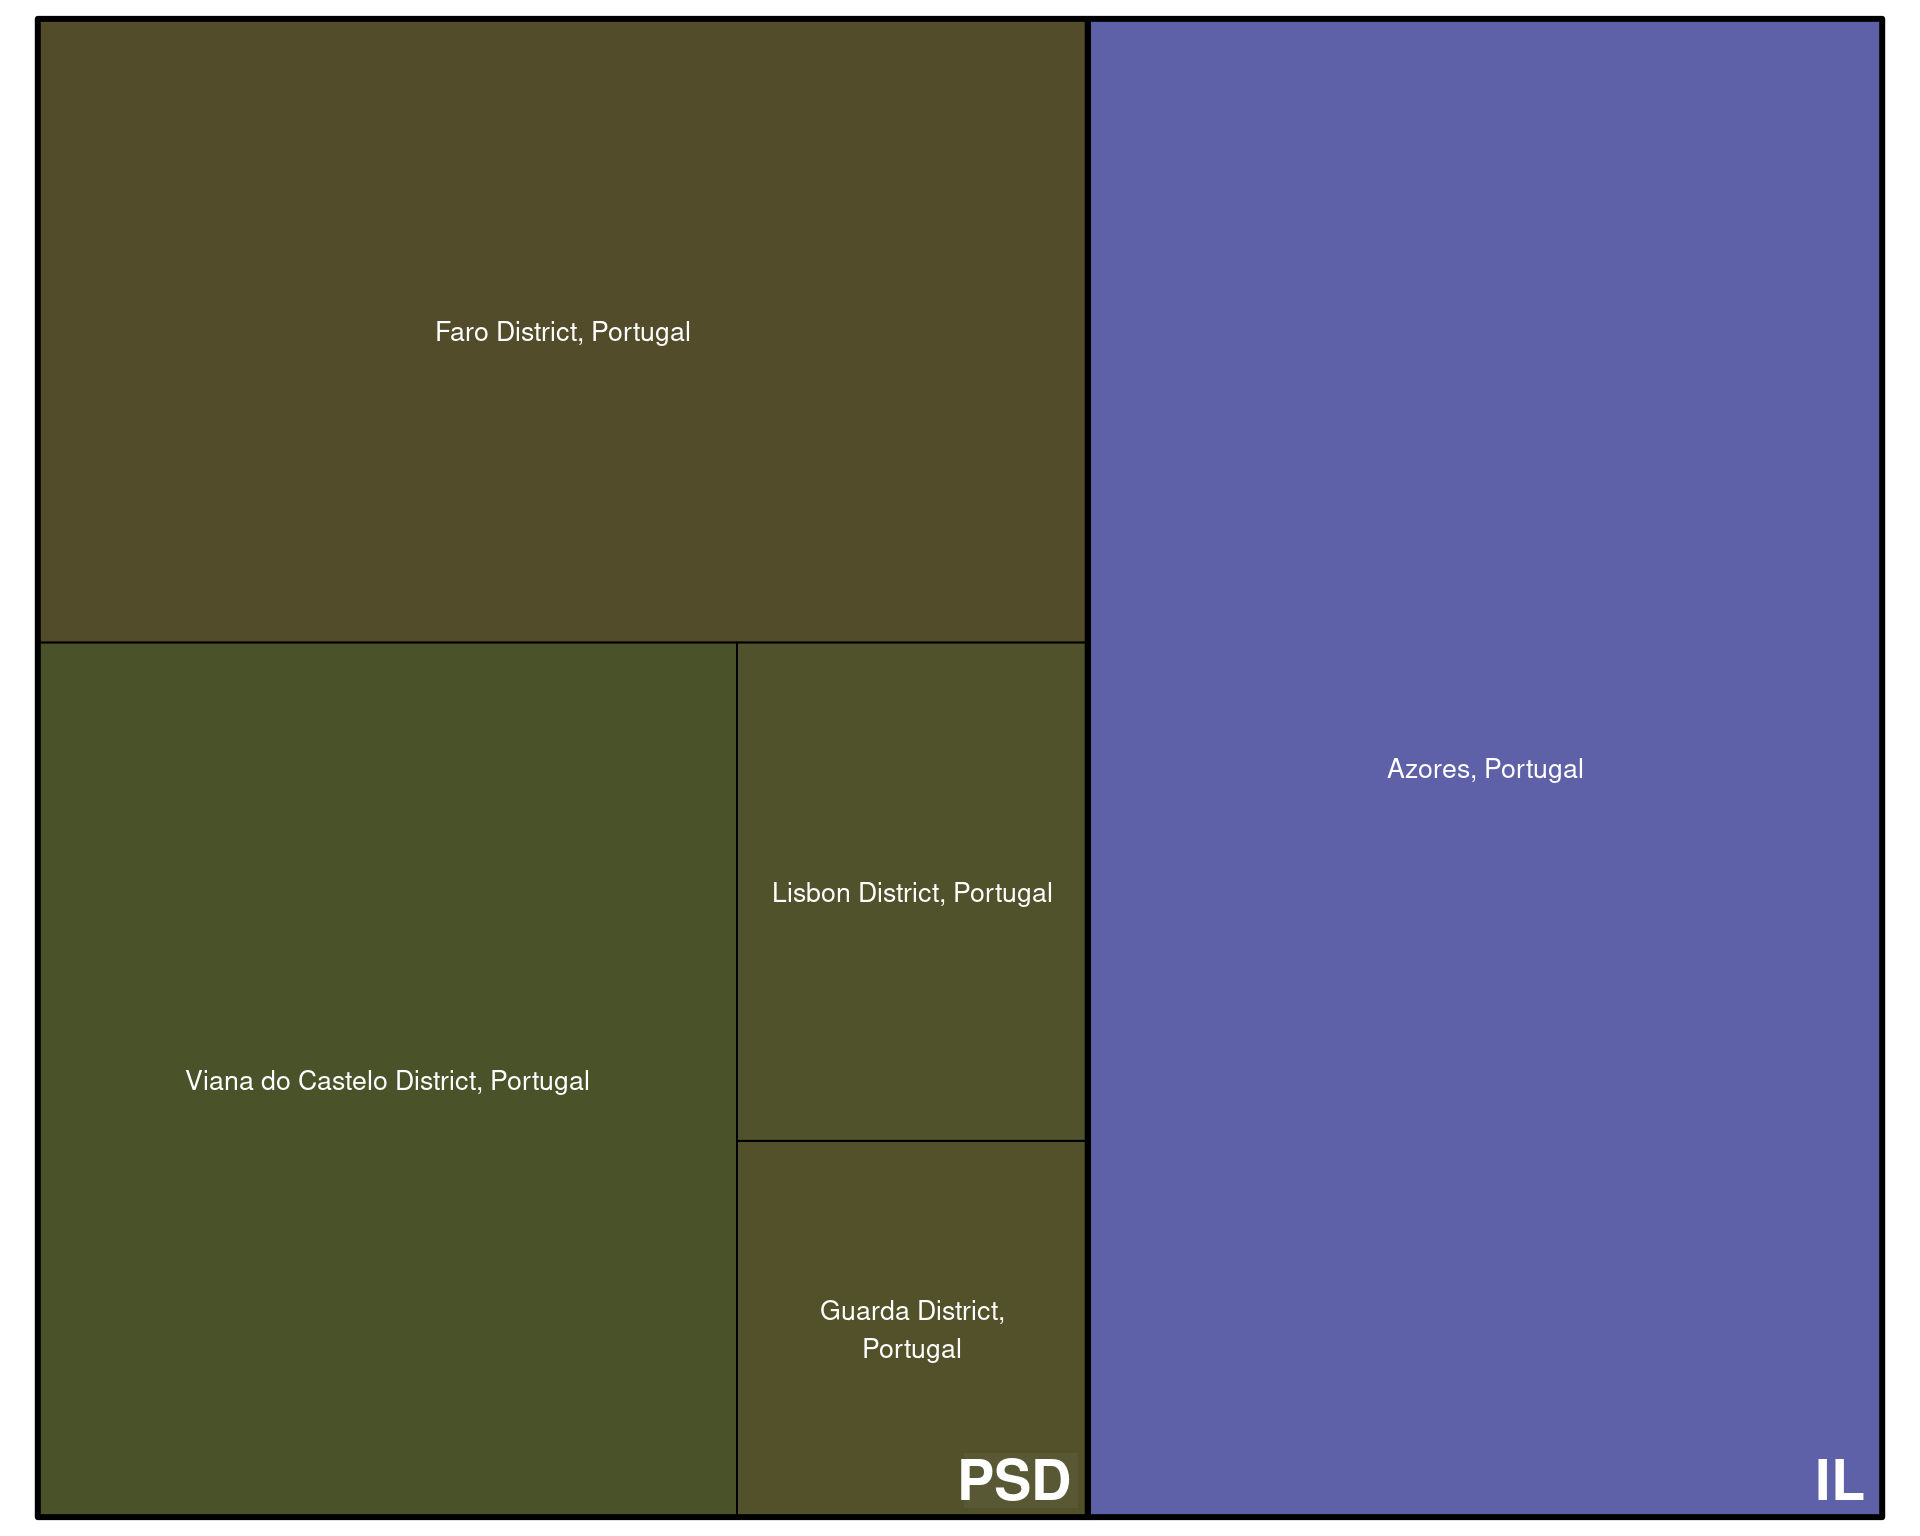 Faro District, Portugal
Viana do Castelo District, Portugal
Lisbon District, Portugal
Guarda District,
Portugal
PSD
Azores, Portugal
IL